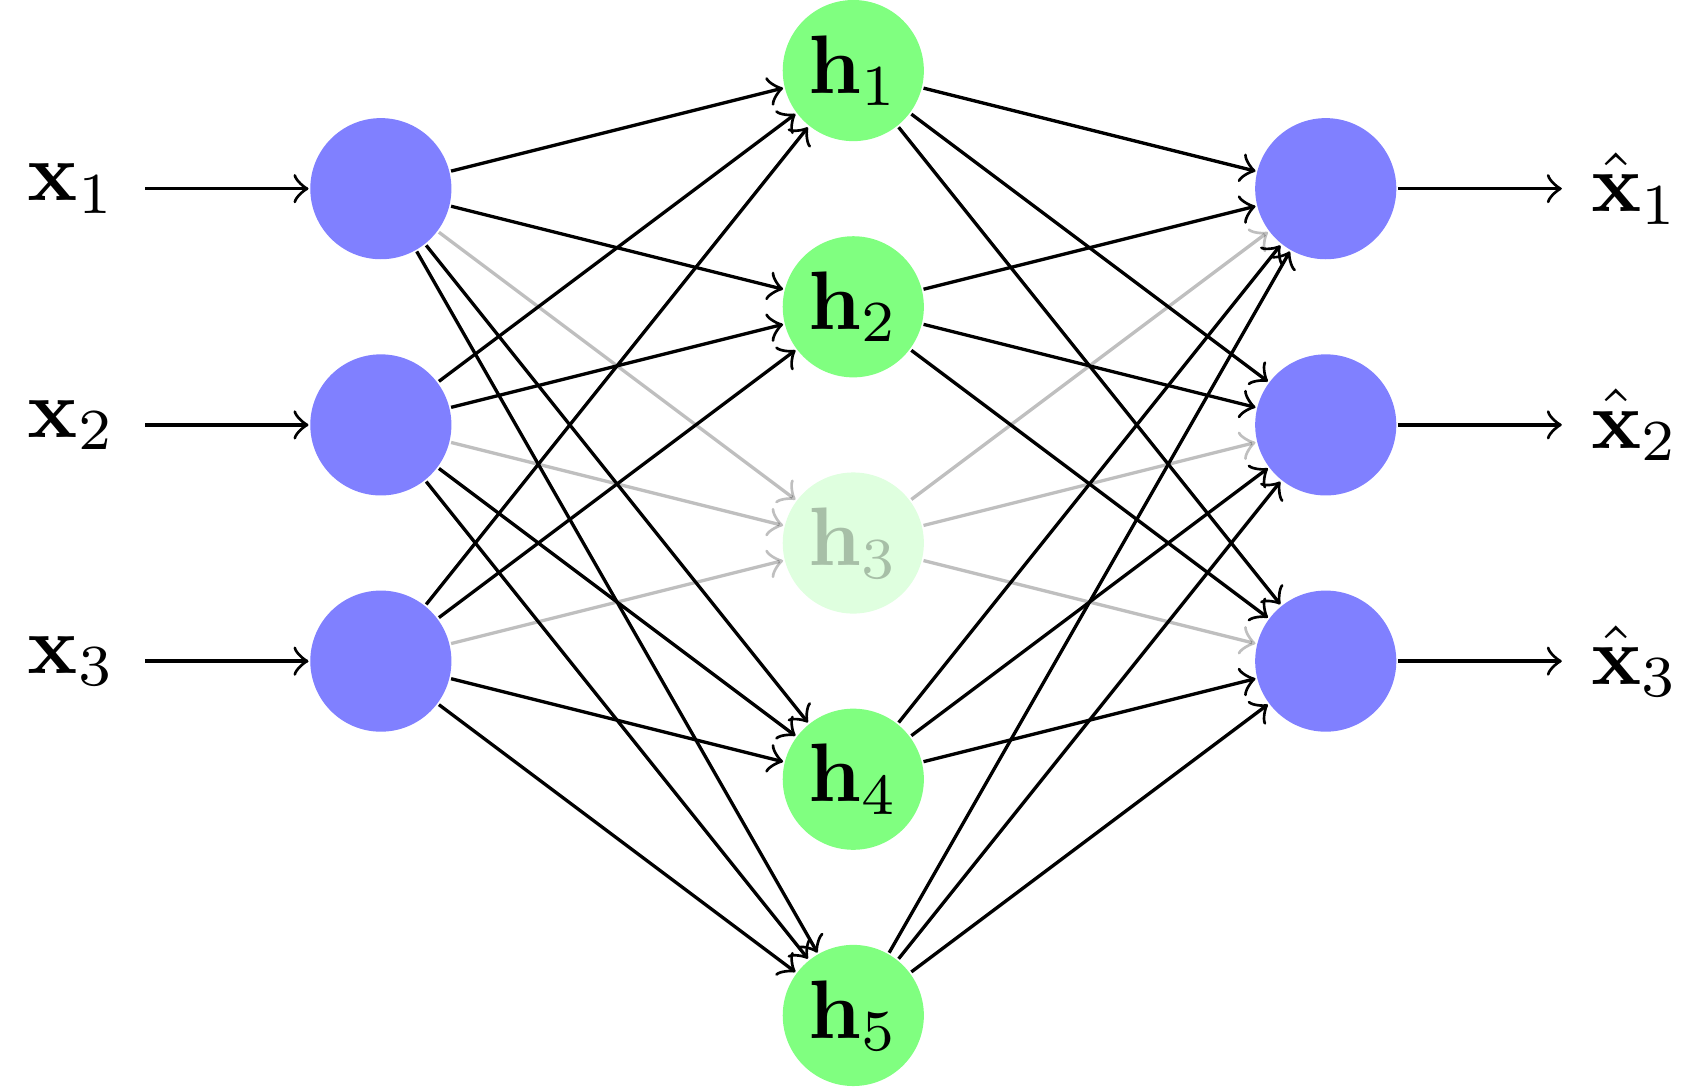 x₁
x₂
x₃
h₁
h₂
h₃
h₄
h₅
x̂₁
x̂₂
x̂₃